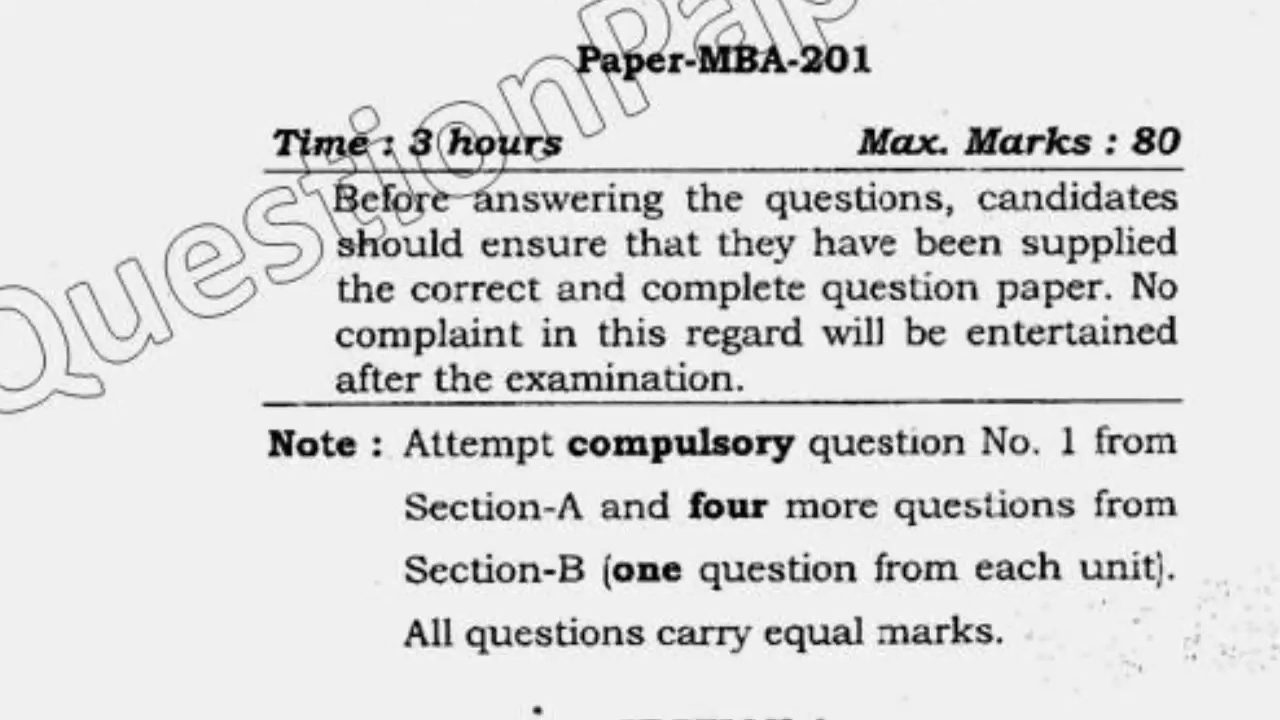 Paper-MBA-201
Time : 3 hours Max. Marks : 80
Before answering the questions, candidates
should ensure that they have been supplied
the correct and complete question paper. No
complaint in this regard will be entertained
after the examination.
Note : Attempt compulsory question No. 1 from
Section-A and four more questions from
Section-B (one question from each unit).
All questions carry equal marks.
QuestionPap